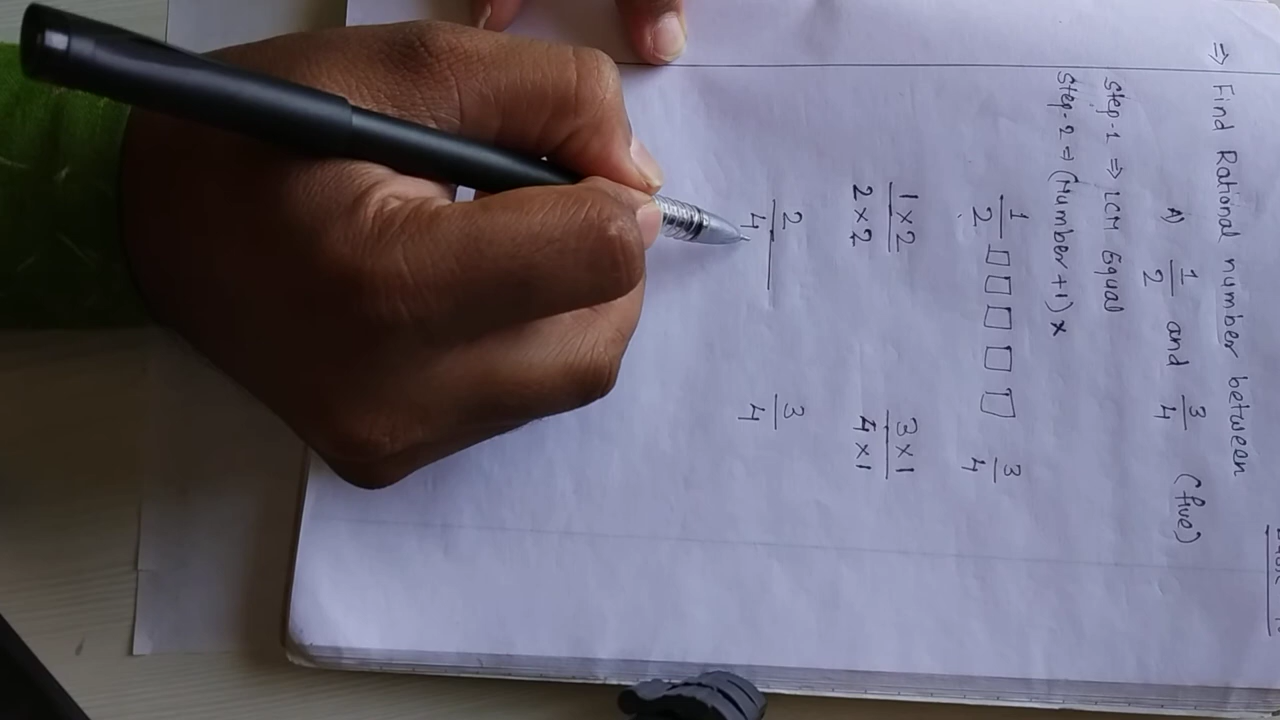 ⇒ Find Rational number between
A) 1/2 and 3/4 (five)
Step-1 ⇒ LCM Equal
Step-2 ⇒ (Number +1) ×
1/2 □ □ □ □ □ 3/4
1×2/2×2 3×1/4×1
2/4 3/4